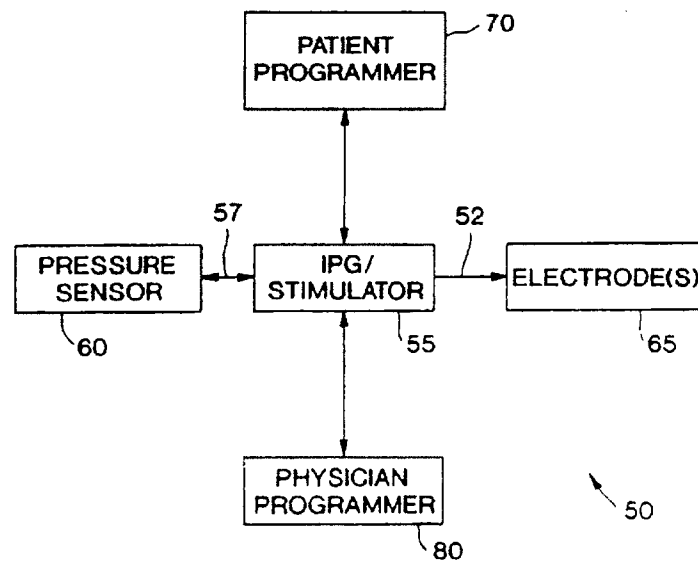 70
PATIENT
PROGRAMMER
57
52
PRESSURE
SENSOR
IPG/
STIMULATOR
ELECTRODE(S)
60
55
65
PHYSICIAN
PROGRAMMER
50
80